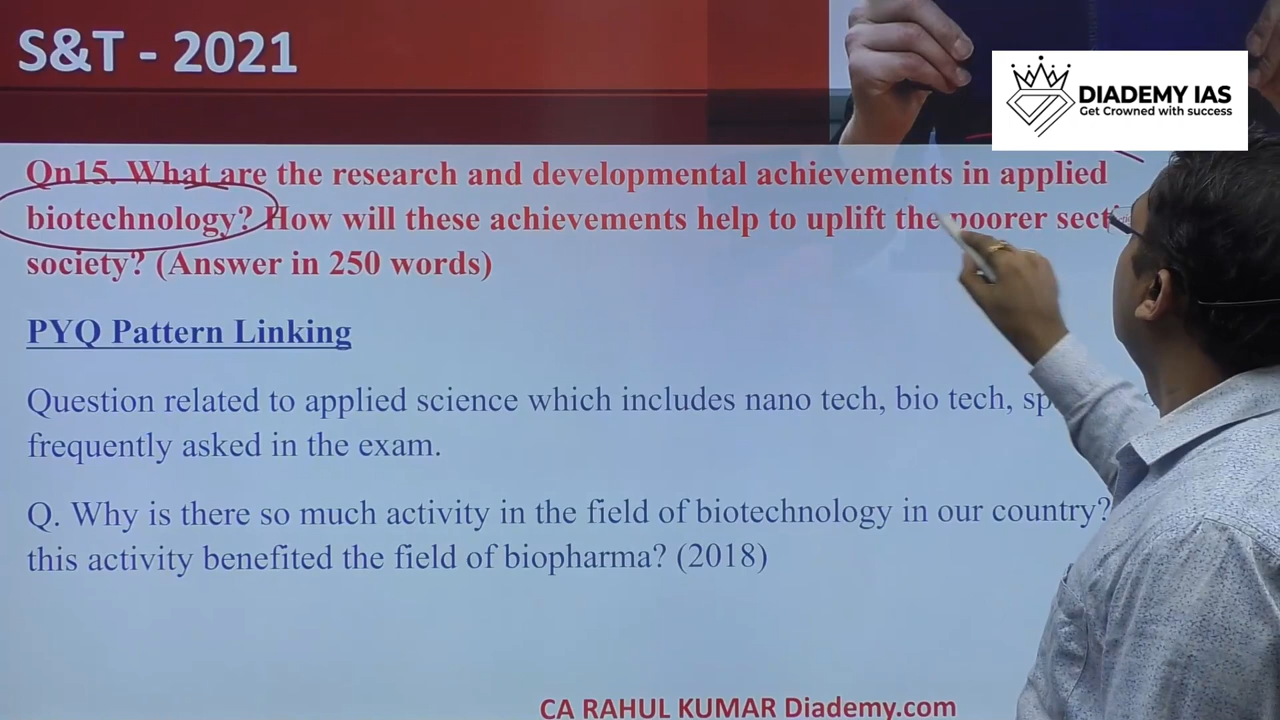 S&T - 2021
DIADEMY IAS
Get Crowned with success
Qn15. What are the research and developmental achievements in applied
biotechnology? How will these achievements help to uplift the poorer
society? (Answer in 250 words)
PYQ Pattern Linking
Question related to applied science which includes nano tech, bio tech,
frequently asked in the exam.
Q. Why is there so much activity in the field of biotechnology in our country?
this activity benefited the field of biopharma? (2018)
CA RAHUL KUMAR Diademy.com